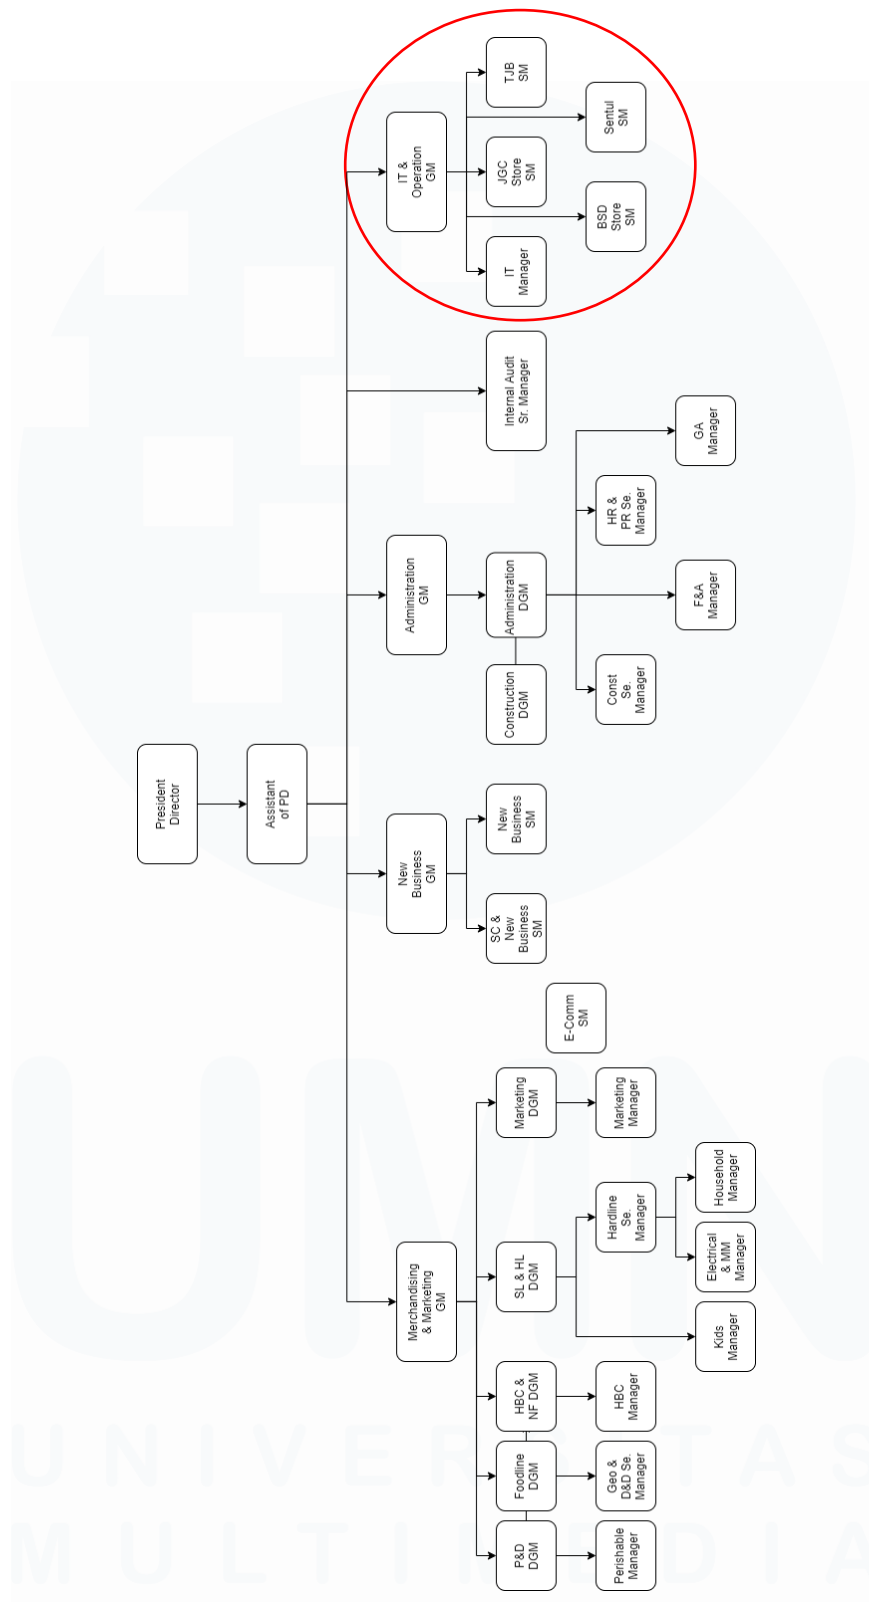 President
Director
Assistant
of PD
Merchandising
& Marketing
GM
New
Business
GM
Administration
GM
IT &
Operation
GM
P&D
DGM
Foodline
DGM
HBC &
NF DGM
SL & HL
DGM
Marketing
DGM
SC &
New
Business
SM
New
Business
SM
Construction
DGM
Administration
DGM
Internal Audit
Sr. Manager
IT
Manager
JGC
Store
SM
TJB
SM
E-Comm
SM
BSD
Store
SM
Sentul
SM
Perishable
Manager
Geo &
D&D Se.
Manager
HBC
Manager
Hardline
Se.
Manager
Marketing
Manager
Const
Se.
Manager
HR &
PR Se.
Manager
F&A
Manager
GA
Manager
Kids
Manager
Electrical
& MM
Manager
Household
Manager
UMN
UNIVERSITAS
MULTIMEDIA